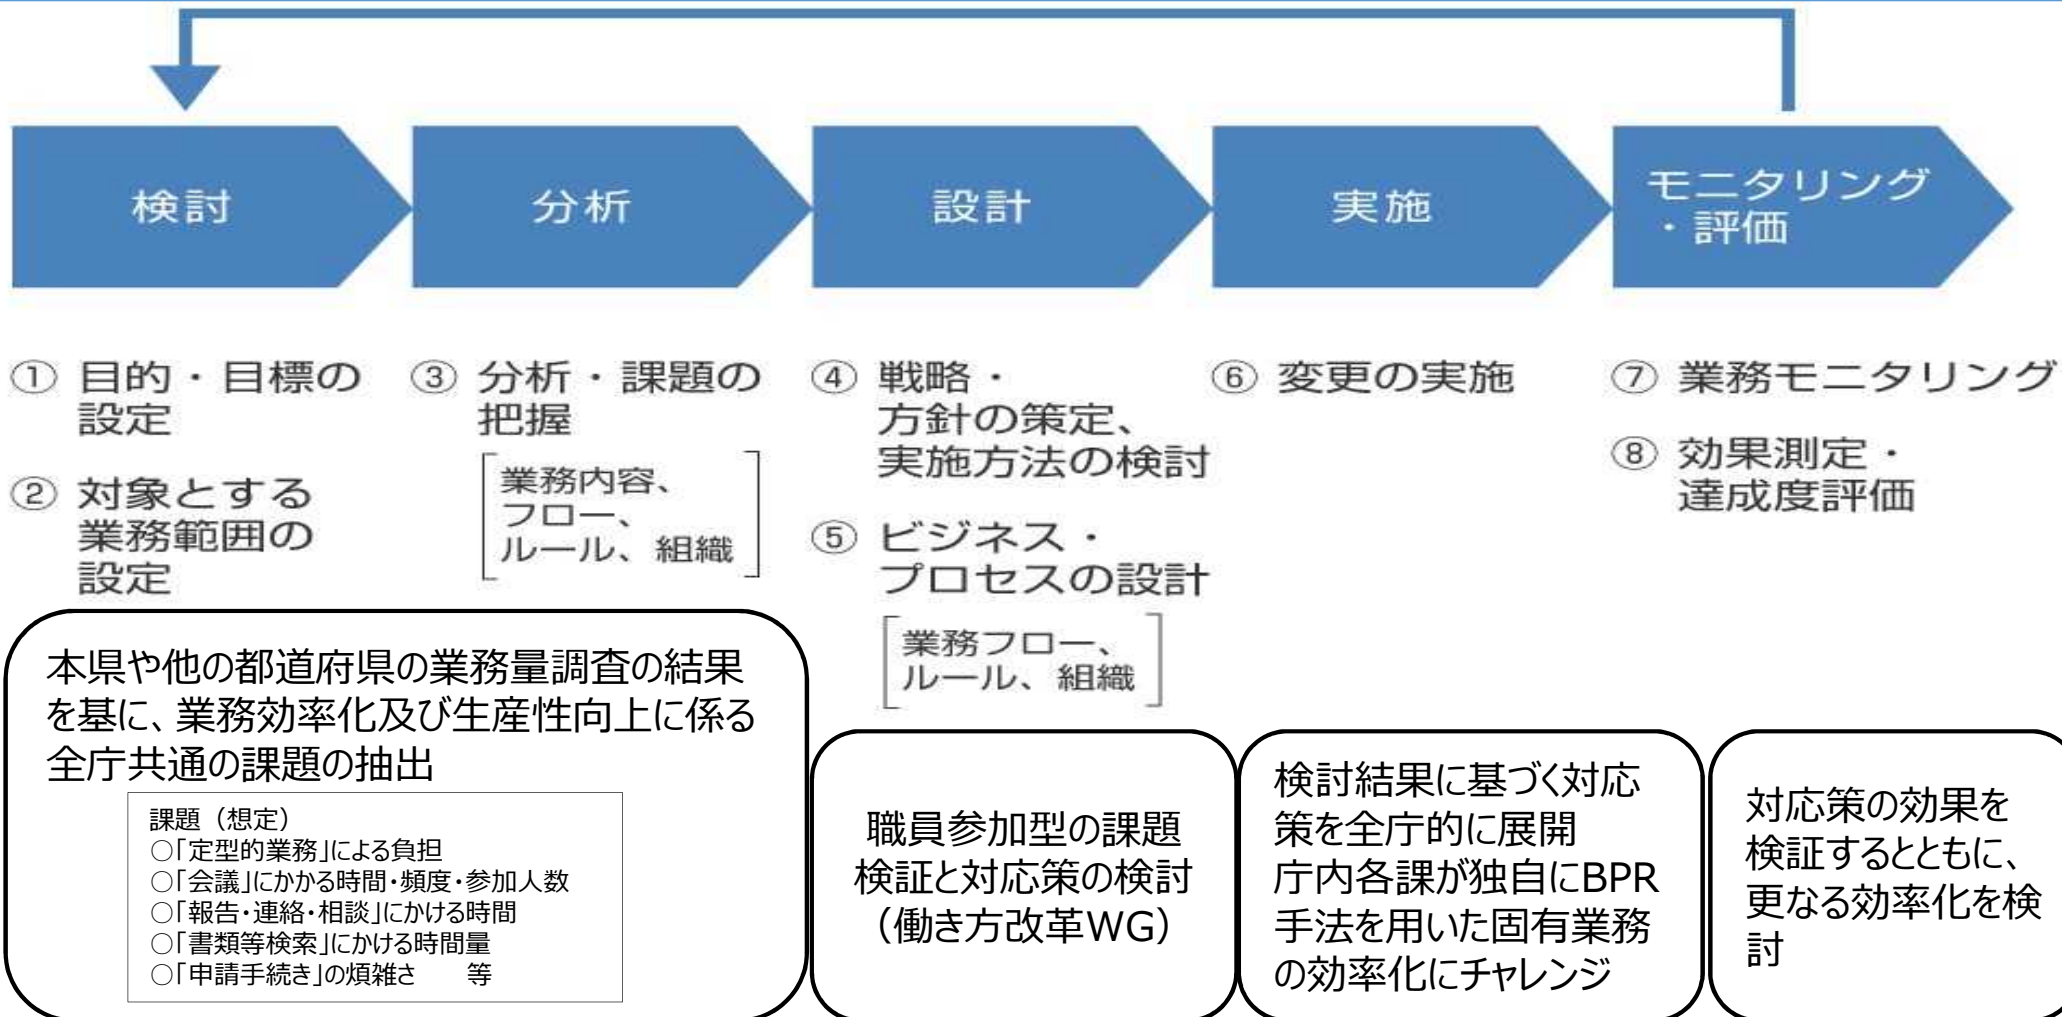 検討
分析
設計
実施
モニタリング
・評価
① 目的・目標の
設定
② 対象とする
業務範囲の
設定
③ 分析・課題の
把握
業務内容、
フロー、
ルール、組織
④ 戦略・
方針の策定、
実施方法の検討
⑤ ビジネス・
プロセスの設計
業務フロー、
ルール、組織
⑥ 変更の実施
⑦ 業務モニタリング
⑧ 効果測定・
達成度評価
本県や他の都道府県の業務量調査の結果
を基に、業務効率化及び生産性向上に係る
全庁共通の課題の抽出
課題（想定）
○「定型的業務」による負担
○「会議」にかかる時間・頻度・参加人数
○「報告・連絡・相談」にかける時間
○「書類等検索」にかける時間量
○「申請手続き」の煩雑さ　　等
職員参加型の課題
検証と対応策の検討
（働き方改革WG）
検討結果に基づく対応
策を全庁的に展開
庁内各課が独自にBPR
手法を用いた固有業務
の効率化にチャレンジ
対応策の効果を
検証するとともに、
更なる効率化を検
討